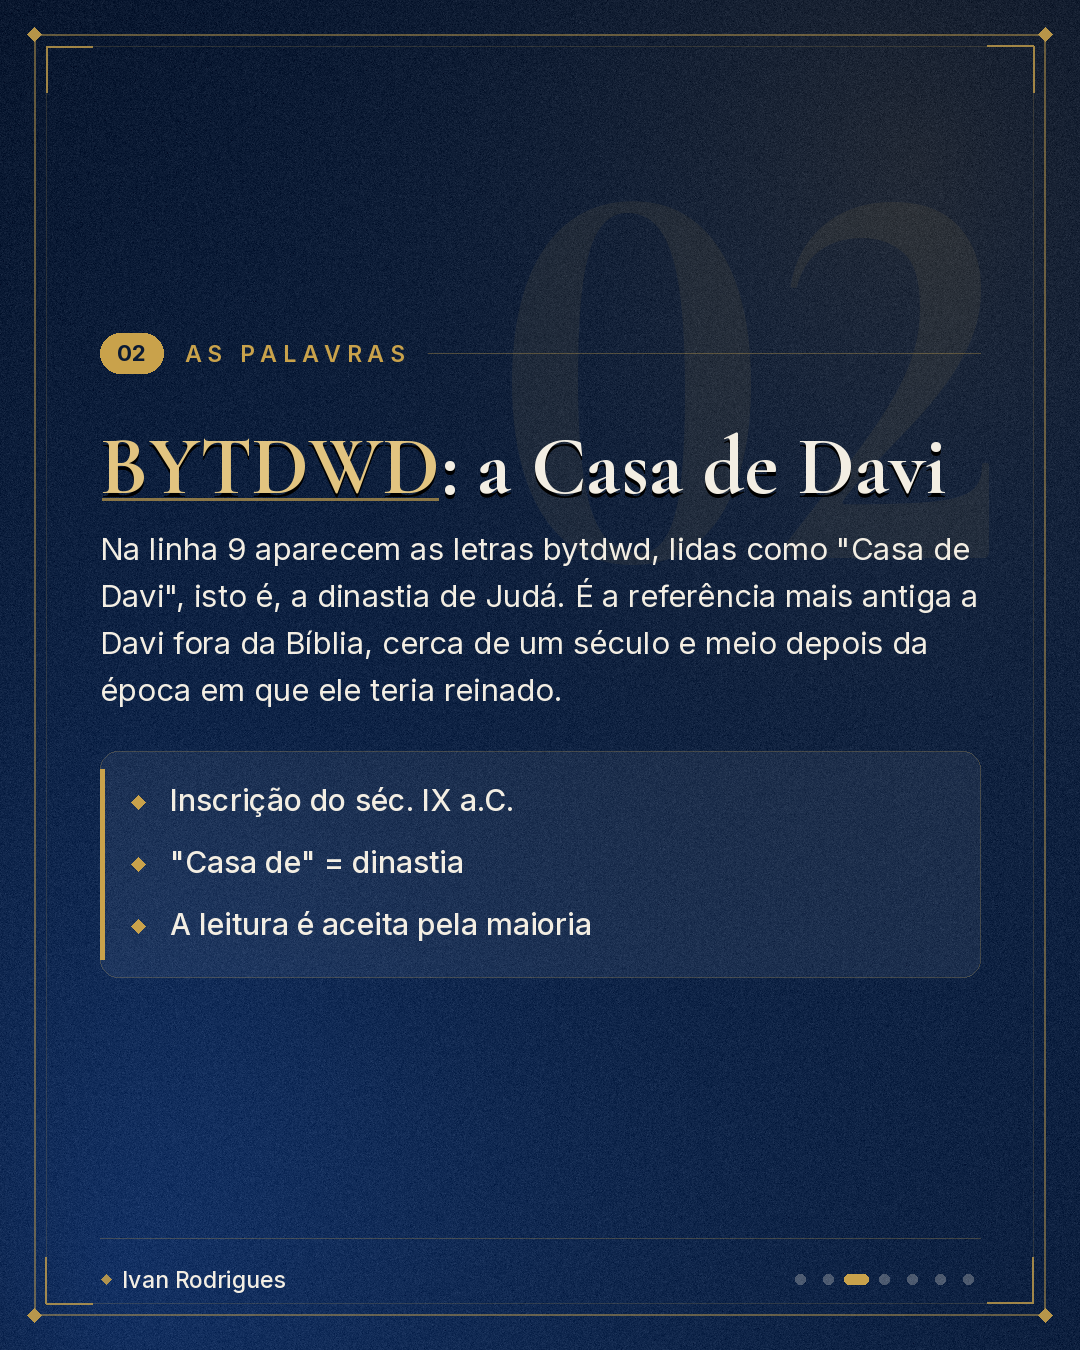 02
02 AS PALAVRAS
BYTDWD: a Casa de Davi
Na linha 9 aparecem as letras bytdwd, lidas como "Casa de
Davi", isto é, a dinastia de Judá. É a referência mais antiga a
Davi fora da Bíblia, cerca de um século e meio depois da
época em que ele teria reinado.
Inscrição do séc. IX a.C.
"Casa de" = dinastia
A leitura é aceita pela maioria
Ivan Rodrigues